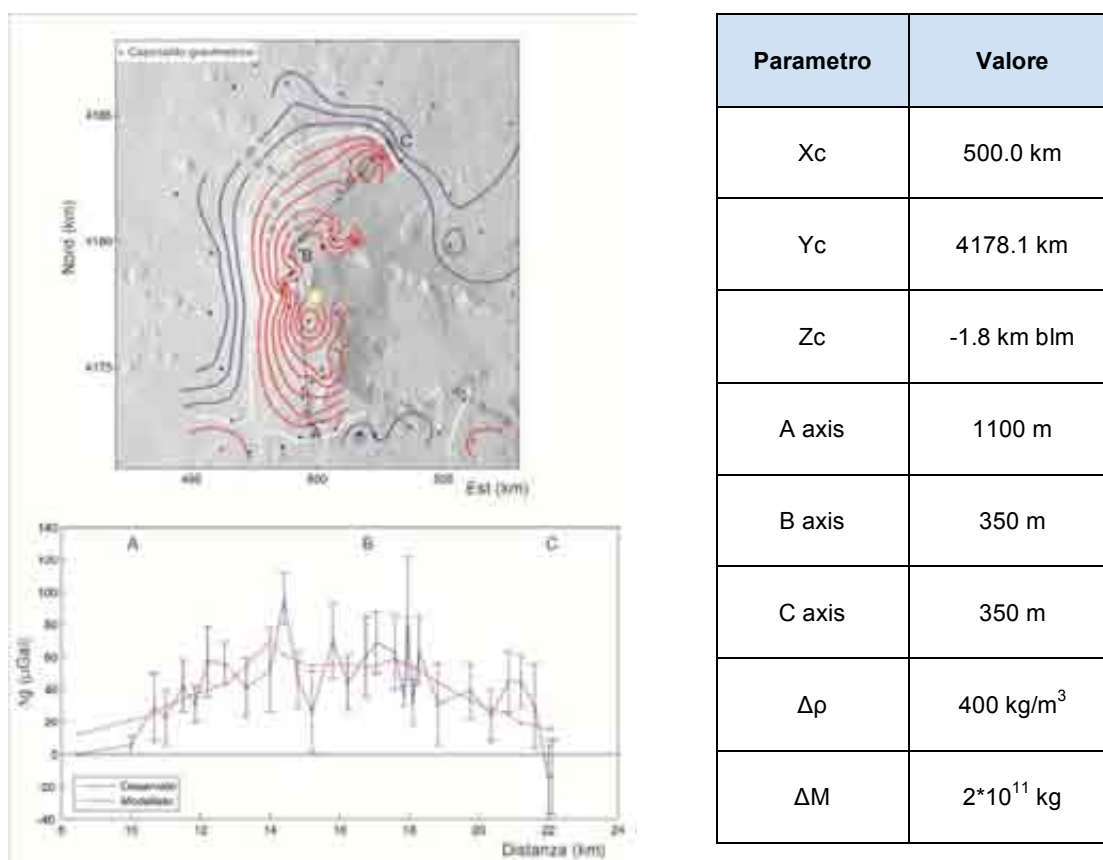 Caposaldo gravimetrico
4185
C
A
4180
B
4175
Nord (km)
495
500
505
Est (km)
140
120
100
80
60
40
20
0
-20
-40
A
B
C
Δg (μGal)
Osservato
Modellato
8
10
12
14
16
18
20
22
24
Distanza (km)
Parametro Valore
Xc 500.0 km
Yc 4178.1 km
Zc -1.8 km blm
A axis 1100 m
B axis 350 m
C axis 350 m
Δρ 400 kg/m³
ΔM 2*10¹¹ kg